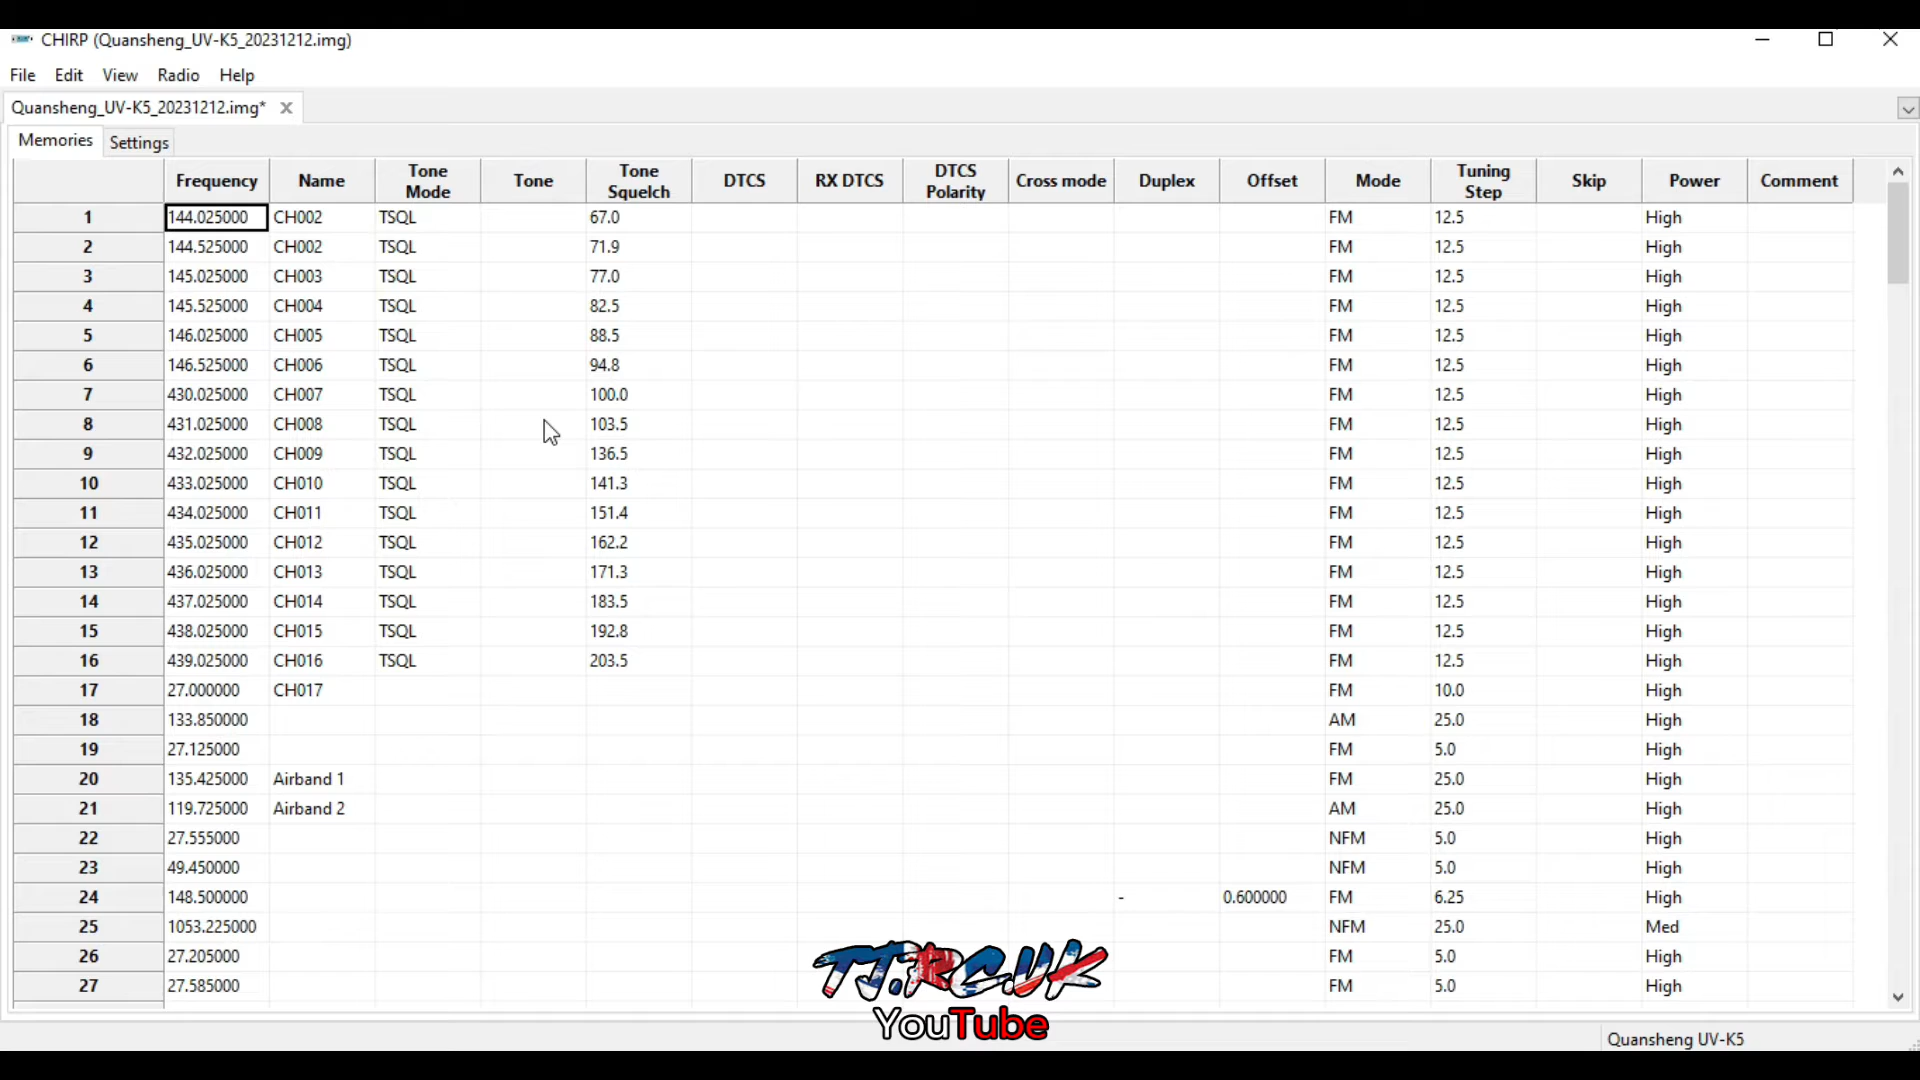 CHIRP (Quansheng_UV-K5_20231212.img)
File Edit View Radio Help
Quansheng_UV-K5_20231212.img*
Memories Settings
Frequency Name Tone Mode Tone Tone Squelch DTCS RX DTCS DTCS Polarity Cross mode Duplex Offset Mode Tuning Step Skip Power Comment
1 144.025000 CH002 TSQL 67.0 FM 12.5 High
2 144.525000 CH002 TSQL 71.9 FM 12.5 High
3 145.025000 CH003 TSQL 77.0 FM 12.5 High
4 145.525000 CH004 TSQL 82.5 FM 12.5 High
5 146.025000 CH005 TSQL 88.5 FM 12.5 High
6 146.525000 CH006 TSQL 94.8 FM 12.5 High
7 430.025000 CH007 TSQL 100.0 FM 12.5 High
8 431.025000 CH008 TSQL 103.5 FM 12.5 High
9 432.025000 CH009 TSQL 136.5 FM 12.5 High
10 433.025000 CH010 TSQL 141.3 FM 12.5 High
11 434.025000 CH011 TSQL 151.4 FM 12.5 High
12 435.025000 CH012 TSQL 162.2 FM 12.5 High
13 436.025000 CH013 TSQL 171.3 FM 12.5 High
14 437.025000 CH014 TSQL 183.5 FM 12.5 High
15 438.025000 CH015 TSQL 192.8 FM 12.5 High
16 439.025000 CH016 TSQL 203.5 FM 12.5 High
17 27.000000 CH017 FM 10.0 High
18 133.850000 AM 25.0 High
19 27.125000 FM 5.0 High
20 135.425000 Airband 1 FM 25.0 High
21 119.725000 Airband 2 AM 25.0 High
22 27.555000 NFM 5.0 High
23 49.450000 NFM 5.0 High
24 148.500000 - 0.600000 FM 6.25 High
25 1053.225000 NFM 25.0 Med
26 27.205000 FM 5.0 High
27 27.585000 FM 5.0 High
TJ.RC.UK
YouTube
Quansheng UV-K5